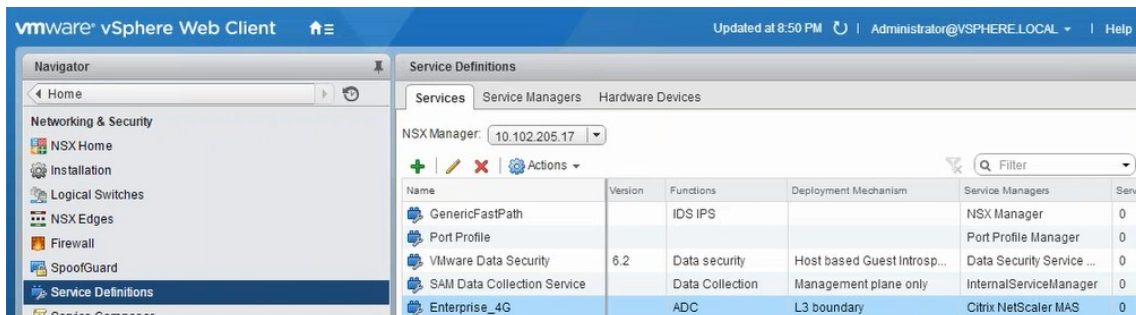 vmware® vSphere Web Client
Updated at 8:50 PM | Administrator@VSPHERE.LOCAL | Help
Navigator
Home
Networking & Security
NSX Home
Installation
Logical Switches
NSX Edges
Firewall
SpoofGuard
Service Definitions
Service Definitions
Services Service Managers Hardware Devices
NSX Manager: 10.102.205.17
Actions
Filter
Name Version Functions Deployment Mechanism Service Managers Serv
GenericFastPath IDS IPS NSX Manager 0
Port Profile Port Profile Manager 0
VMware Data Security 6.2 Data security Host based Guest Introsp... Data Security Service ... 0
SAM Data Collection Service Data Collection Management plane only InternalServiceManager 0
Enterprise_4G ADC L3 boundary Citrix NetScaler MAS 0